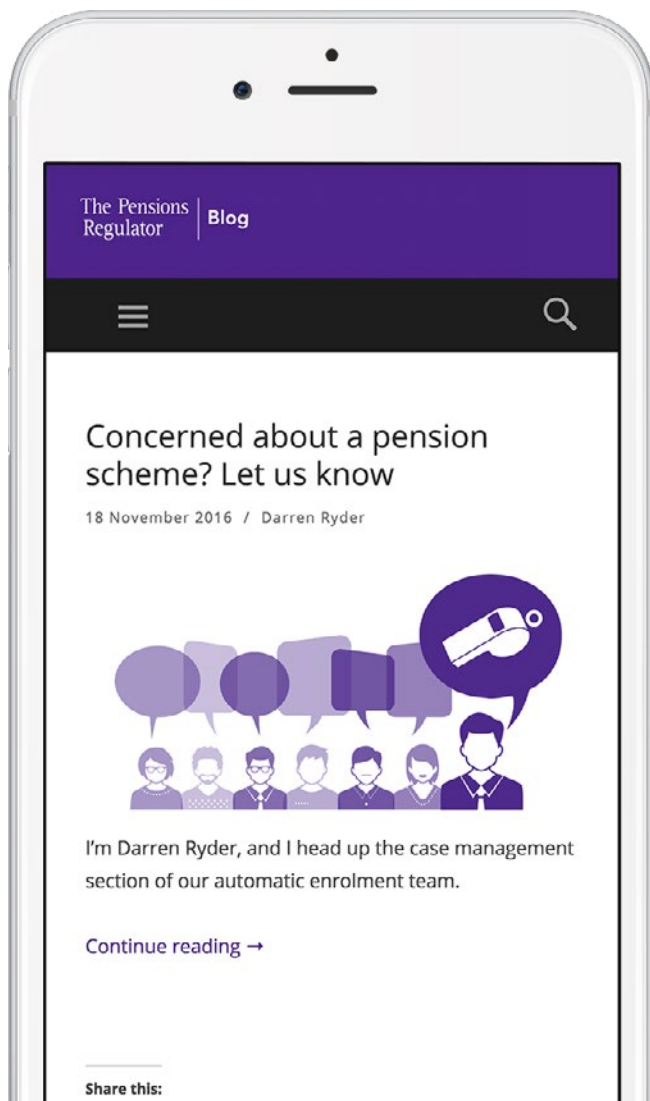 The Pensions
Regulator
Blog
Concerned about a pension
scheme? Let us know
18 November 2016 / Darren Ryder
I'm Darren Ryder, and I head up the case management
section of our automatic enrolment team.
Continue reading →
Share this: